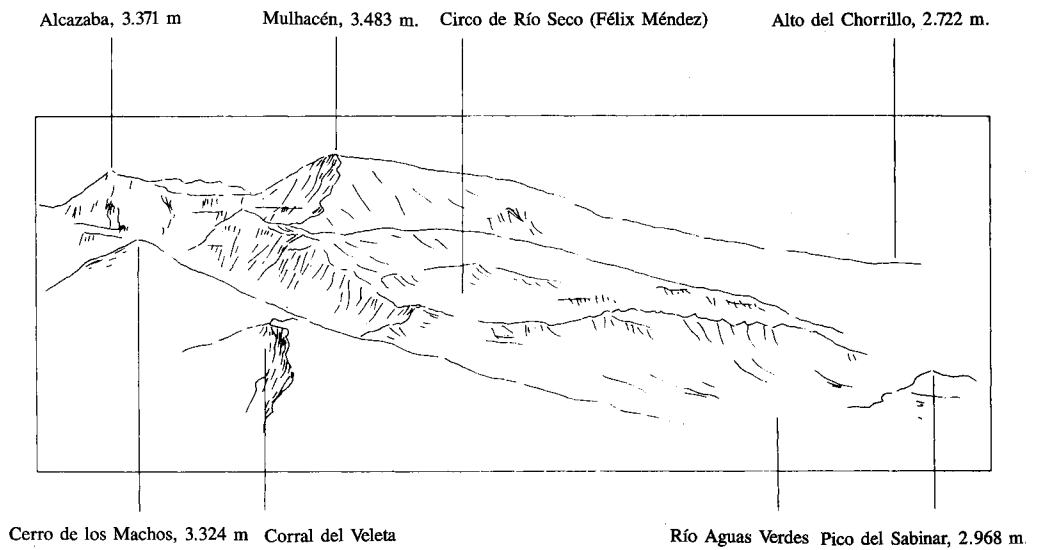 Alcazaba, 3.371 m
Mulhacén, 3.483 m.
Circo de Río Seco (Félix Méndez)
Alto del Chorrillo, 2.722 m.
Cerro de los Machos, 3.324 m
Corral del Veleta
Río Aguas Verdes
Pico del Sabinar, 2.968 m.